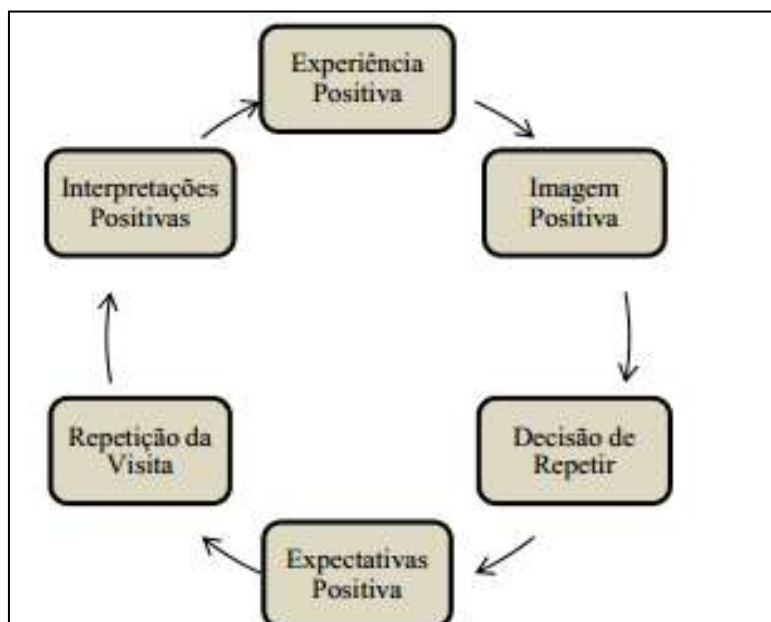 Experiência
Positiva
Imagem
Positiva
Decisão de
Repetir
Expectativas
Positiva
Repetição da
Visita
Interpretações
Positivas